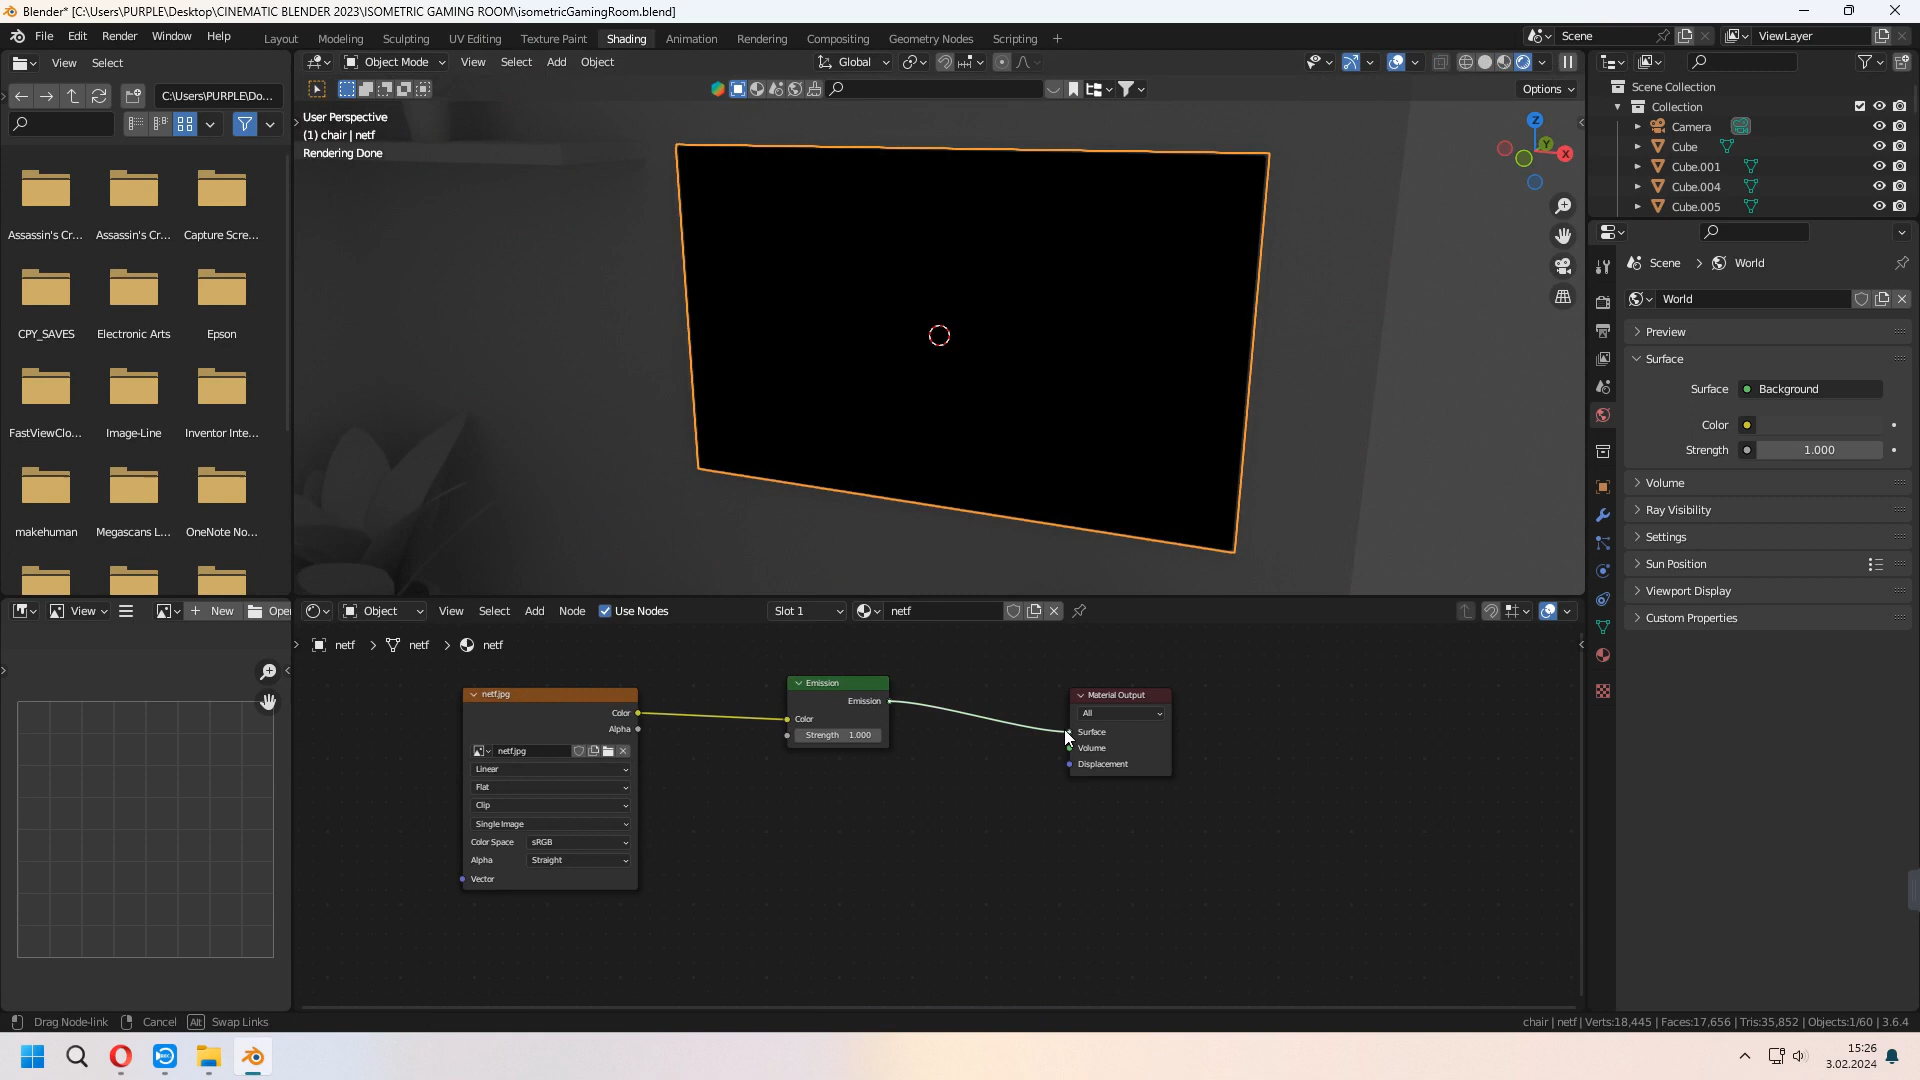 Blender* [C:\Users\PURPLE\Desktop\CINEMATIC BLENDER 2023\ISOMETRIC GAMING ROOM\isometricGamingRoom.blend]
File Edit Render Window Help Layout Modeling Sculpting UV Editing Texture Paint Shading Animation Rendering Compositing Geometry Nodes Scripting + Scene ViewLayer
View Select
Object Mode View Select Add Object Global
C:\Users\PURPLE\Do...
Options
User Perspective
(1) chair | netf
Rendering Done
Z
Y
X
Assassin's Cr... Assassin's Cr... Capture Scre...
CPY_SAVES Electronic Arts Epson
FastViewClo... Image-Line Inventor Inte...
makehuman Megascans L... OneNote No...
Scene Collection
Collection
Camera
Cube
Cube.001
Cube.004
Cube.005
Scene > World
World
Preview
Surface
Surface Background
Color
Strength 1.000
Volume
Ray Visibility
Settings
Sun Position
Viewport Display
Custom Properties
View + New Open
Object View Select Add Node Use Nodes Slot 1 netf
netf > netf > netf
netf.jpg
Color
Alpha
netf.jpg
Linear
Flat
Clip
Single Image
Color Space sRGB
Alpha Straight
Vector
Emission
Emission
Color
Strength 1.000
Material Output
All
Surface
Volume
Displacement
Drag Node-link Cancel Alt Swap Links
chair | netf | Verts:18,445 | Faces:17,656 | Tris:35,852 | Objects:1/60 | 3.6.4
15:26
3.02.2024